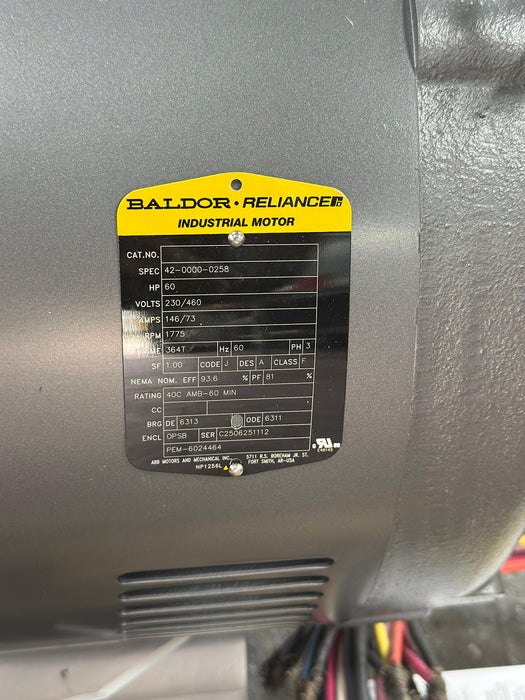 BALDOR • RELIANCE
INDUSTRIAL MOTOR
CAT.NO.
SPEC 42-0000-0258
HP 60
VOLTS 230/460
AMPS 146/73
RPM 1775
364T Hz 60 PH 3
SF 1.00 CODE J DES A CLASS F
NEMA NOM. EFF 93.6 % PF 81 %
RATING 40C AMB-60 MIN
CC
BRG DE 6313 ODE 6311
ENCL OPSB SER C2506251112
PEM-6024464
ABB MOTORS AND MECHANICAL INC. 5711 R.S. BOREHAM JR. ST.
NP1256L FORT SMITH, AR-USA